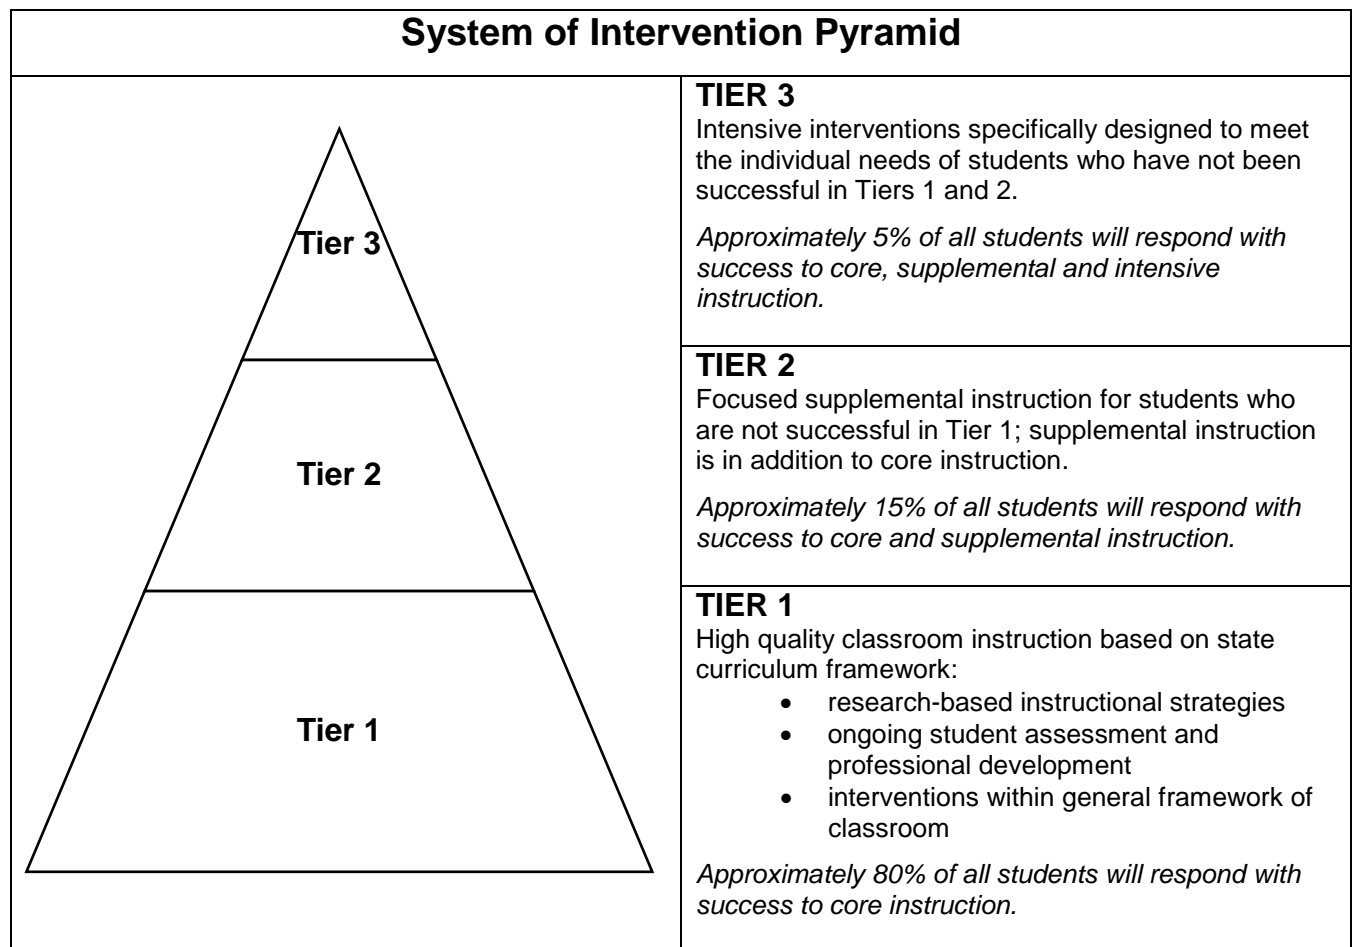 System of Intervention Pyramid
Tier 3
Tier 2
Tier 1
TIER 3
Intensive interventions specifically designed to meet
the individual needs of students who have not been
successful in Tiers 1 and 2.
Approximately 5% of all students will respond with
success to core, supplemental and intensive
instruction.
TIER 2
Focused supplemental instruction for students who
are not successful in Tier 1; supplemental instruction
is in addition to core instruction.
Approximately 15% of all students will respond with
success to core and supplemental instruction.
TIER 1
High quality classroom instruction based on state
curriculum framework:
• research-based instructional strategies
• ongoing student assessment and
professional development
• interventions within general framework of
classroom
Approximately 80% of all students will respond with
success to core instruction.